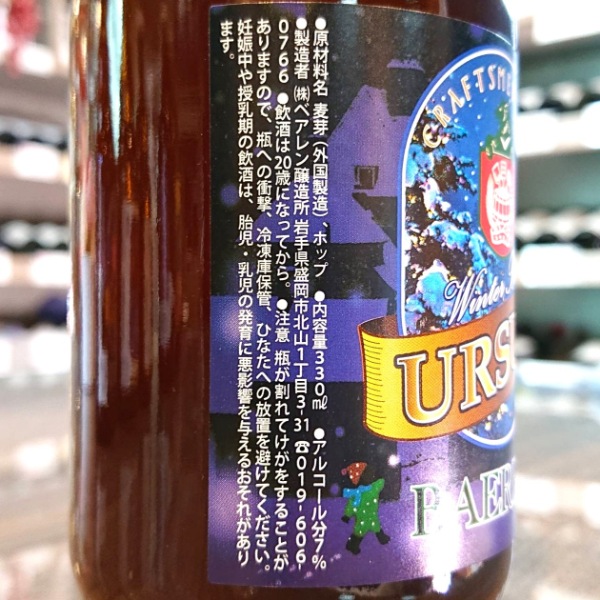 ●原材料名 麦芽(外国製造)、ホップ ●内容量330㎖ ●アルコール分7%
●製造者 ㈱ベアレン醸造所 岩手県盛岡市北山1丁目3-31 ☎019-606-
0766 ●飲酒は20歳になってから。●注意 瓶が割れてけがをすることが
ありますので、瓶への衝撃、冷凍庫保管、ひなたへの放置を避けてください。
妊娠中や授乳期の飲酒は、胎児・乳児の発育に悪影響を与えるおそれがあり
ます。
CRAFTSME
Winter
URS
BAER